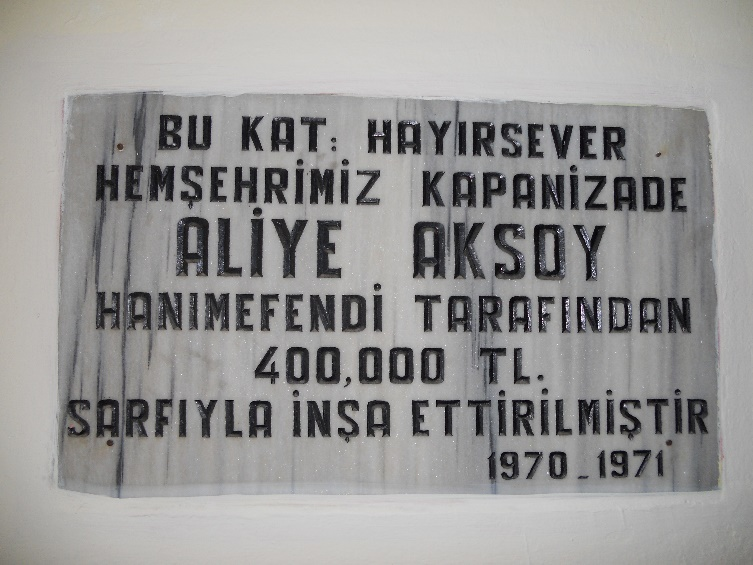 BU KAT: HAYIRSEVER
HEMŞEHRİMİZ KAPANİZADE
ALİYE AKSOY
HANIMEFENDİ TARAFINDAN
400,000 TL.
SARFIYLA İNŞA ETTİRİLMİŞTİR
1970_1971